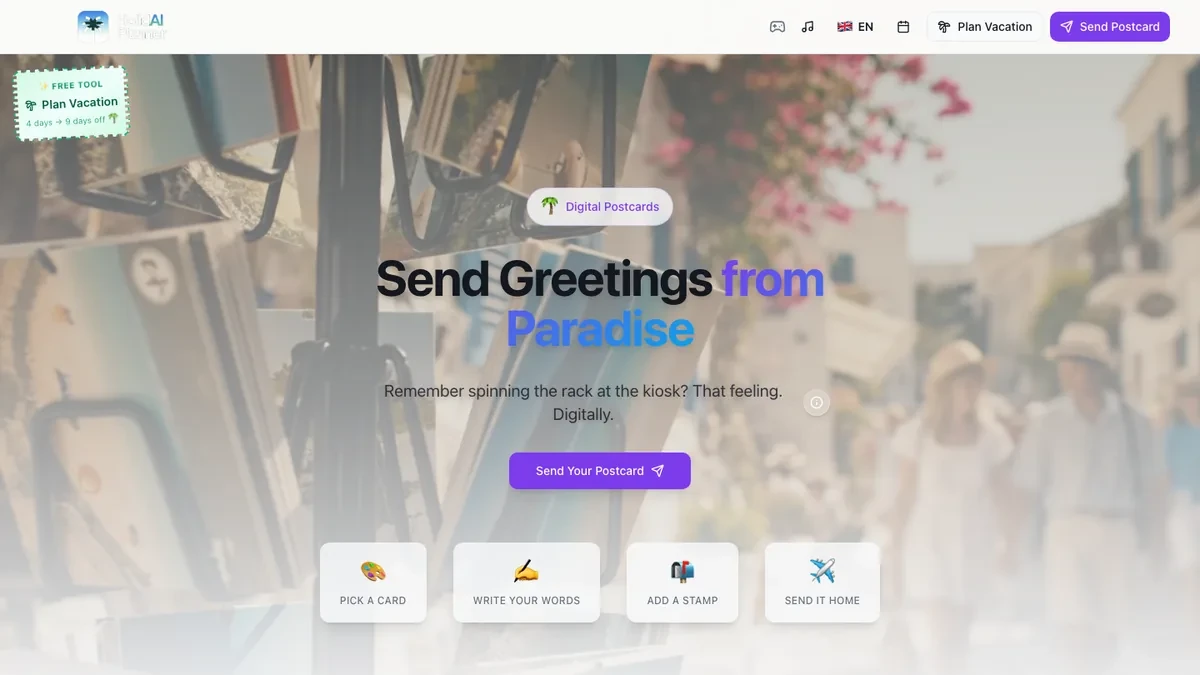 AI
EN
Plan Vacation
Send Postcard
FREE TOOL
Plan Vacation
4 days → 9 days off
Digital Postcards
Send Greetings from
Paradise
Remember spinning the rack at the kiosk? That feeling.
Digitally.
Send Your Postcard
PICK A CARD
WRITE YOUR WORDS
ADD A STAMP
SEND IT HOME